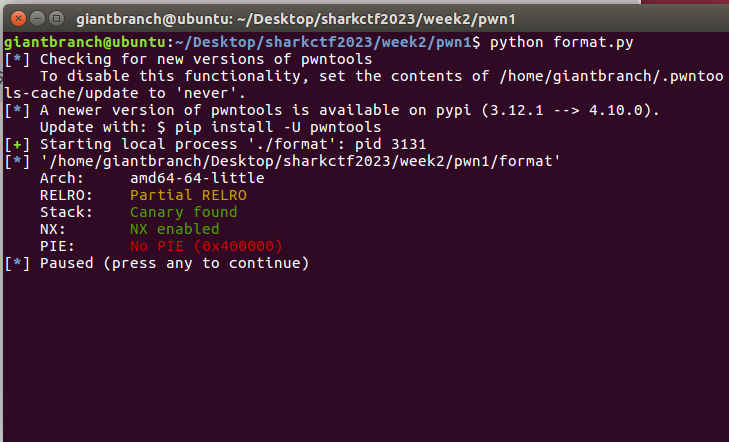 giantbranch@ubuntu: ~/Desktop/sharkctf2023/week2/pwn1
giantbranch@ubuntu:~/Desktop/sharkctf2023/week2/pwn1$ python format.py
[*] Checking for new versions of pwntools
    To disable this functionality, set the contents of /home/giantbranch/.pwntoo
ls-cache/update to 'never'.
[*] A newer version of pwntools is available on pypi (3.12.1 --> 4.10.0).
    Update with: $ pip install -U pwntools
[+] Starting local process './format': pid 3131
[*] '/home/giantbranch/Desktop/sharkctf2023/week2/pwn1/format'
    Arch:     amd64-64-little
    RELRO:    Partial RELRO
    Stack:    Canary found
    NX:       NX enabled
    PIE:      No PIE (0x400000)
[*] Paused (press any to continue)